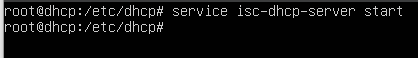 root@dhcp:/etc/dhcp# service isc-dhcp-server start
root@dhcp:/etc/dhcp#